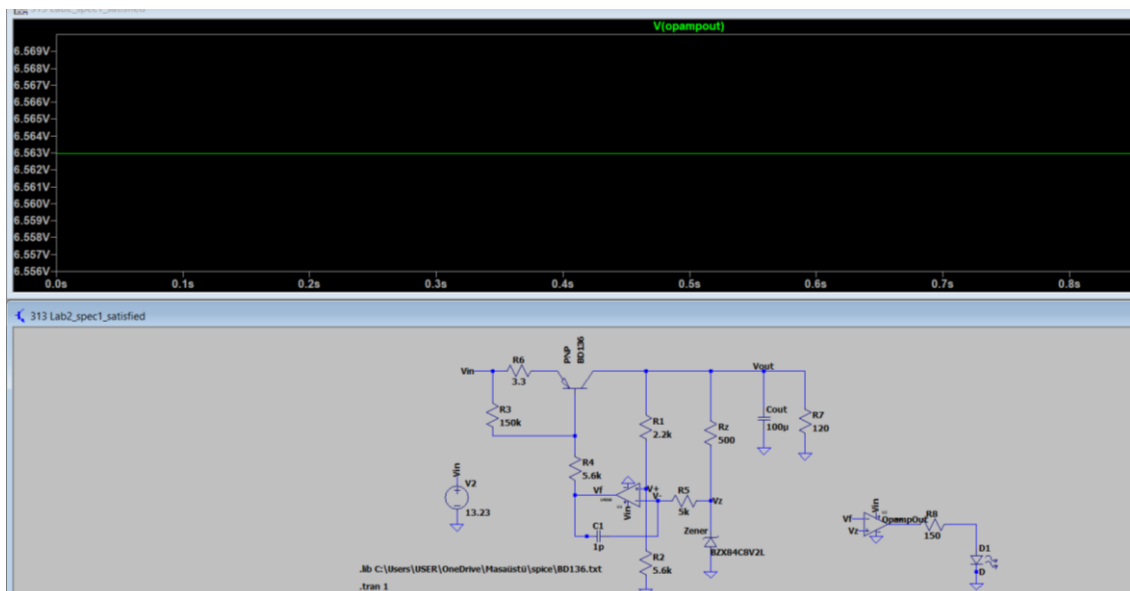 313 Lab2_spec1_satisfied
V(opampout)
6.569V
6.568V
6.567V
6.566V
6.565V
6.564V
6.563V
6.562V
6.561V
6.560V
6.559V
6.558V
6.557V
6.556V
0.0s 0.1s 0.2s 0.3s 0.4s 0.5s 0.6s 0.7s 0.8s
313 Lab2_spec1_satisfied
PNP
BD136
Vin
R6
3.3
Vout
R3
150k
R1
2.2k
Rz
500
Cout
100µ
R7
120
R4
5.6k
Vin
V2
13.23
Vf
V+
V-
Vin
R5
5k
Vz
C1
1p
Zener
BZX84C8V2L
R2
5.6k
Vin
Vf
Vz
OpampOut
R8
150
D1
D
.lib C:\Users\USER\OneDrive\Masaüstü\spice\BD136.txt
.tran 1